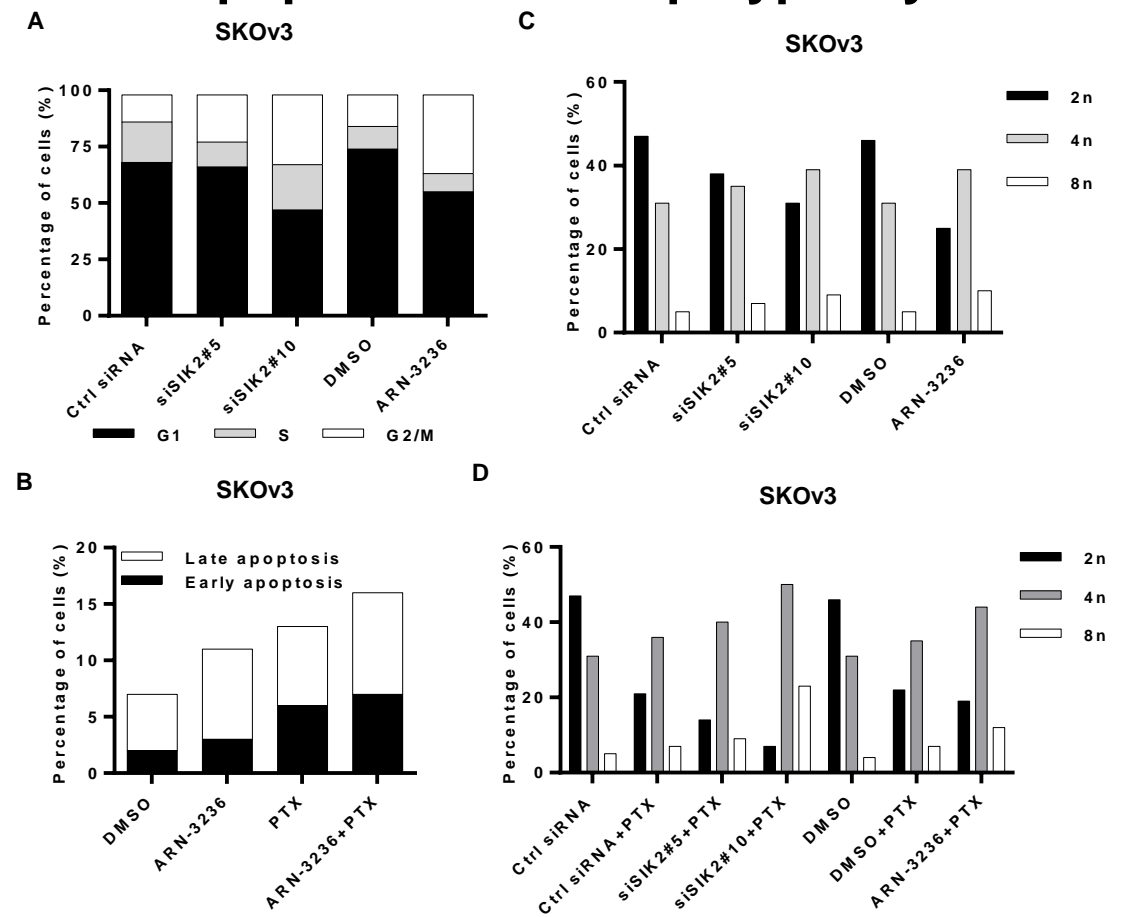 A
SKOv3
Percentage of cells (%)
100
75
50
25
0
Ctrl siRNA
siSIK2#5
siSIK2#10
DMSO
ARN-3236
G1
S
G2/M
B
SKOv3
Percentage of cells (%)
20
15
10
5
0
Late apoptosis
Early apoptosis
DMSO
ARN-3236
PTX
ARN-3236+PTX
C
SKOv3
Percentage of cells (%)
60
40
20
0
2n
4n
8n
Ctrl siRNA
siSIK2#5
siSIK2#10
DMSO
ARN-3236
D
SKOv3
Percentage of cells (%)
60
40
20
0
2n
4n
8n
Ctrl siRNA
Ctrl siRNA+PTX
siSIK2#5+PTX
siSIK2#10+PTX
DMSO
DMSO+PTX
ARN-3236+PTX